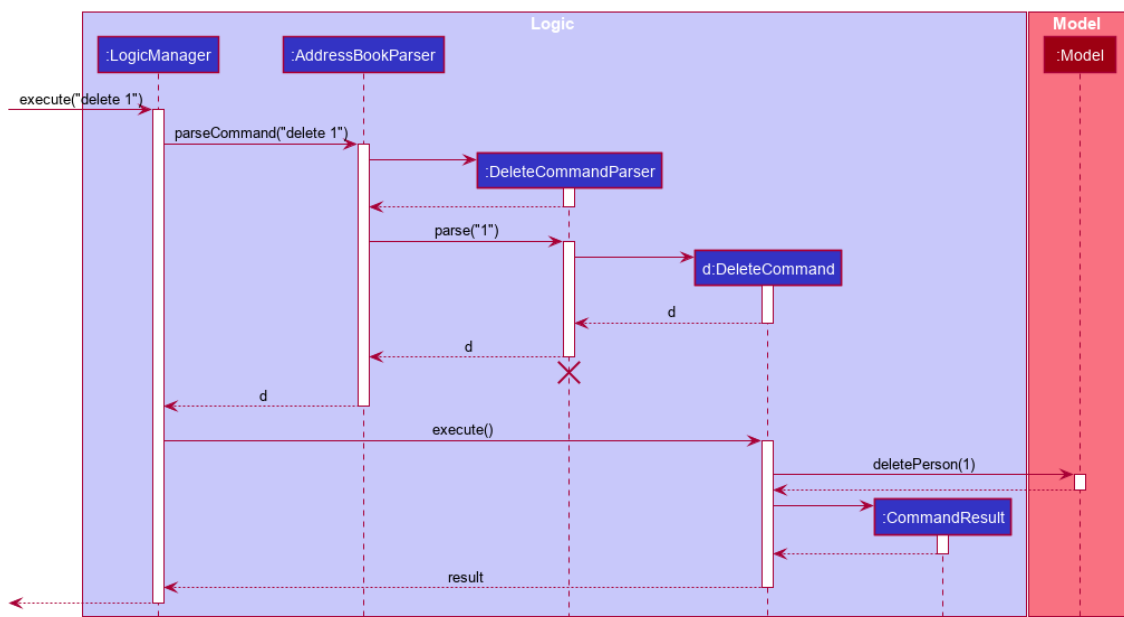 Logic
Model
:LogicManager
:AddressBookParser
:Model
execute("delete 1")
parseCommand("delete 1")
:DeleteCommandParser
parse("1")
d:DeleteCommand
d
d
d
execute()
deletePerson(1)
:CommandResult
result